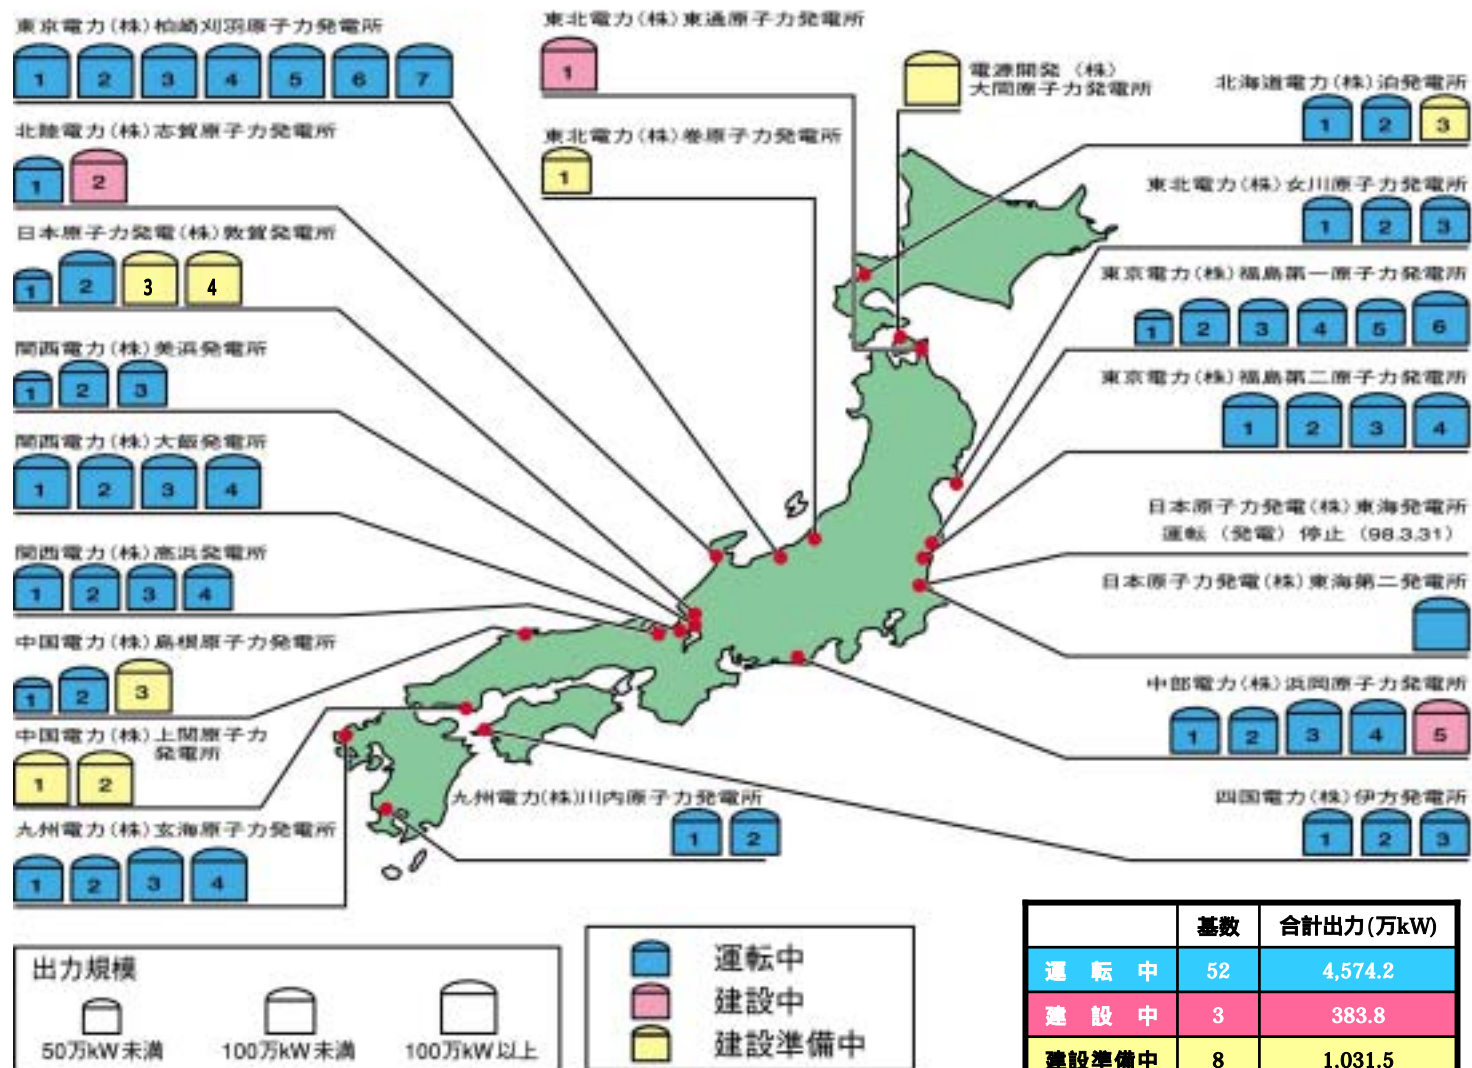 東京電力(株)柏崎刈羽原子力発電所
1 2 3 4 5 6 7
北陸電力(株)志賀原子力発電所
1 2
日本原子力発電(株)敦賀発電所
1 2 3 4
関西電力(株)美浜発電所
1 2 3
関西電力(株)大飯発電所
1 2 3 4
関西電力(株)高浜発電所
1 2 3 4
中国電力(株)島根原子力発電所
1 2 3
中国電力(株)上関原子力
発電所
1 2
九州電力(株)玄海原子力発電所
1 2 3 4
東北電力(株)東通原子力発電所
1
東北電力(株)巻原子力発電所
1
電源開発(株)
大間原子力発電所
北海道電力(株)泊発電所
1 2 3
東北電力(株)女川原子力発電所
1 2 3
東京電力(株)福島第一原子力発電所
1 2 3 4 5 6
東京電力(株)福島第二原子力発電所
1 2 3 4
日本原子力発電(株)東海発電所
運転(発電)停止(98.3.31)
日本原子力発電(株)東海第二発電所
中部電力(株)浜岡原子力発電所
1 2 3 4 5
四国電力(株)伊方発電所
1 2 3
九州電力(株)川内原子力発電所
1 2
出力規模
50万kW未満 100万kW未満 100万kW以上
運転中
建設中
建設準備中
基数 合計出力(万kW)
運転中 52 4,574.2
建設中 3 383.8
建設準備中 8 1,031.5